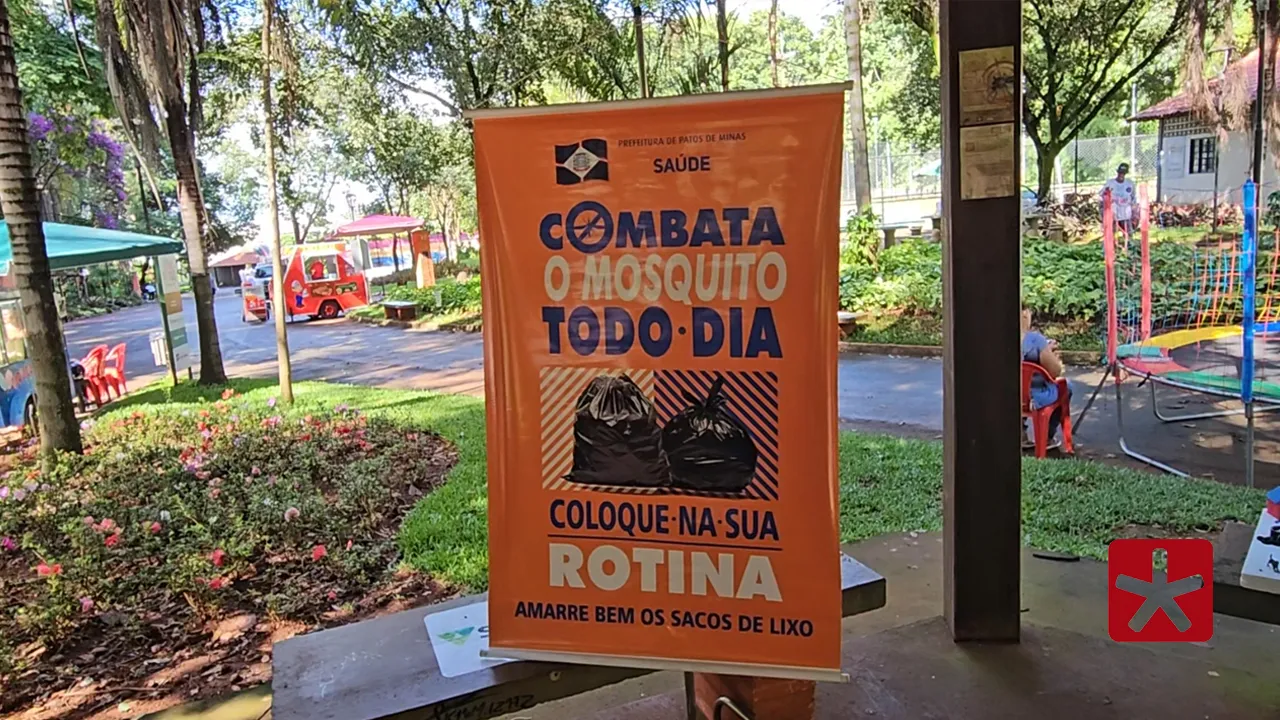 PREFEITURA DE PATOS DE MINAS
SAÚDE
COMBATA
O MOSQUITO
TODO·DIA
COLOQUE·NA·SUA
ROTINA
AMARRE BEM OS SACOS DE LIXO